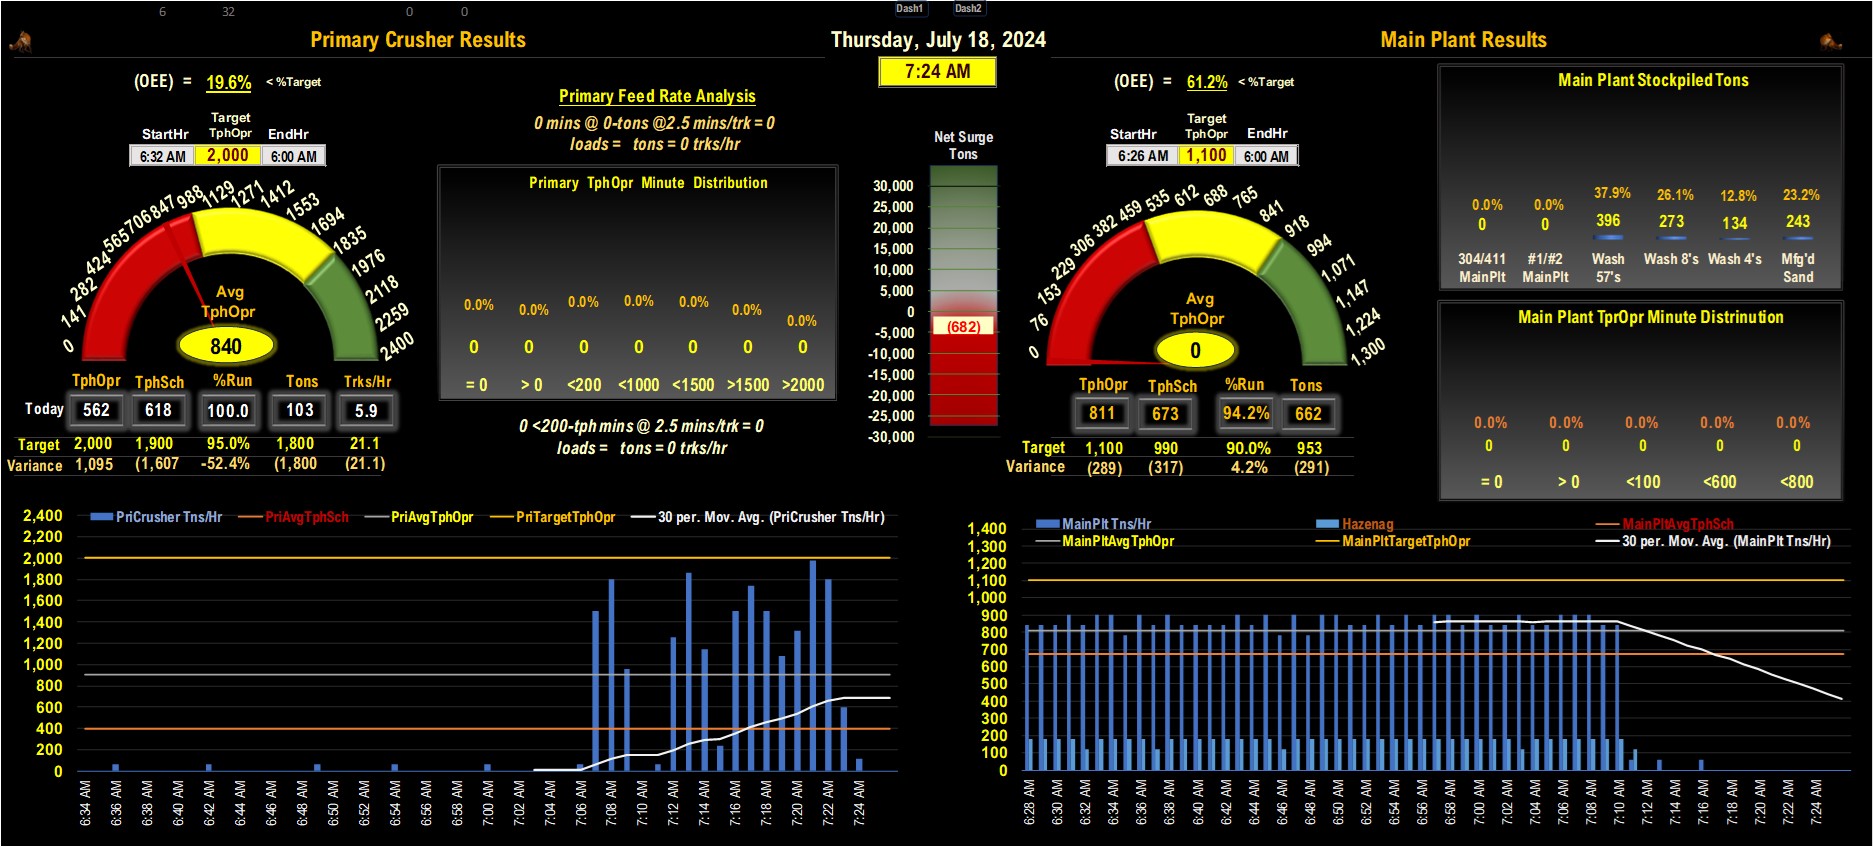 6 32 0 0 Dash1 Dash2
Primary Crusher Results
Thursday, July 18, 2024
7:24 AM
Main Plant Results
(OEE) = 19.6% < %Target
Target
StartHr TphOpr EndHr
6:32 AM 2,000 6:00 AM
0 141 282 424 565 706 847 988 1129 1271 1412 1553 1694 1835 1976 2118 2259 2400
Avg
TphOpr
840
TphOpr TphSch %Run Tons Trks/Hr
Today 562 618 100.0 103 5.9
Target 2,000 1,900 95.0% 1,800 21.1
Variance 1,095 (1,607 -52.4% (1,800 (21.1)
Primary Feed Rate Analysis
0 mins @ 0-tons @2.5 mins/trk = 0
loads = tons = 0 trks/hr
Primary TphOpr Minute Distribution
0.0% 0.0% 0.0% 0.0% 0.0% 0.0% 0.0%
0 0 0 0 0 0 0
= 0 > 0 <200 <1000 <1500 >1500 >2000
0 <200-tph mins @ 2.5 mins/trk = 0
loads = tons = 0 trks/hr
Net Surge
Tons
30,000
25,000
20,000
15,000
10,000
5,000
0
-5,000
-10,000
-15,000
-20,000
-25,000
-30,000
(682)
(OEE) = 61.2% < %Target
Target
StartHr TphOpr EndHr
6:26 AM 1,100 6:00 AM
0 76 153 229 306 382 459 535 612 688 765 841 918 994 1,071 1,147 1,224 1,300
Avg
TphOpr
0
TphOpr TphSch %Run Tons
811 673 94.2% 662
Target 1,100 990 90.0% 953
Variance (289) (317) 4.2% (291)
Main Plant Stockpiled Tons
0.0% 0.0% 37.9% 26.1% 12.8% 23.2%
0 0 396 273 134 243
304/411 #1/#2 Wash Wash 8's Wash 4's Mfg'd
MainPlt MainPlt 57's Sand
Main Plant TprOpr Minute Distrinution
0.0% 0.0% 0.0% 0.0% 0.0%
0 0 0 0 0
= 0 > 0 <100 <600 <800
PriCrusher Tns/Hr PriAvgTphSch PriAvgTphOpr PriTargetTphOpr 30 per. Mov. Avg. (PriCrusher Tns/Hr)
2,400
2,200
2,000
1,800
1,600
1,400
1,200
1,000
800
600
400
200
0
6:34 AM 6:36 AM 6:38 AM 6:40 AM 6:42 AM 6:44 AM 6:46 AM 6:48 AM 6:50 AM 6:52 AM 6:54 AM 6:56 AM 6:58 AM 7:00 AM 7:02 AM 7:04 AM 7:06 AM 7:08 AM 7:10 AM 7:12 AM 7:14 AM 7:16 AM 7:18 AM 7:20 AM 7:22 AM 7:24 AM
MainPlt Tns/Hr Hazenag MainPltAvgTphSch
MainPltAvgTphOpr MainPltTargetTphOpr 30 per. Mov. Avg. (MainPlt Tns/Hr)
1,400
1,300
1,200
1,100
1,000
900
800
700
600
500
400
300
200
100
0
6:28 AM 6:30 AM 6:32 AM 6:34 AM 6:36 AM 6:38 AM 6:40 AM 6:42 AM 6:44 AM 6:46 AM 6:48 AM 6:50 AM 6:52 AM 6:54 AM 6:56 AM 6:58 AM 7:00 AM 7:02 AM 7:04 AM 7:06 AM 7:08 AM 7:10 AM 7:12 AM 7:14 AM 7:16 AM 7:18 AM 7:20 AM 7:22 AM 7:24 AM